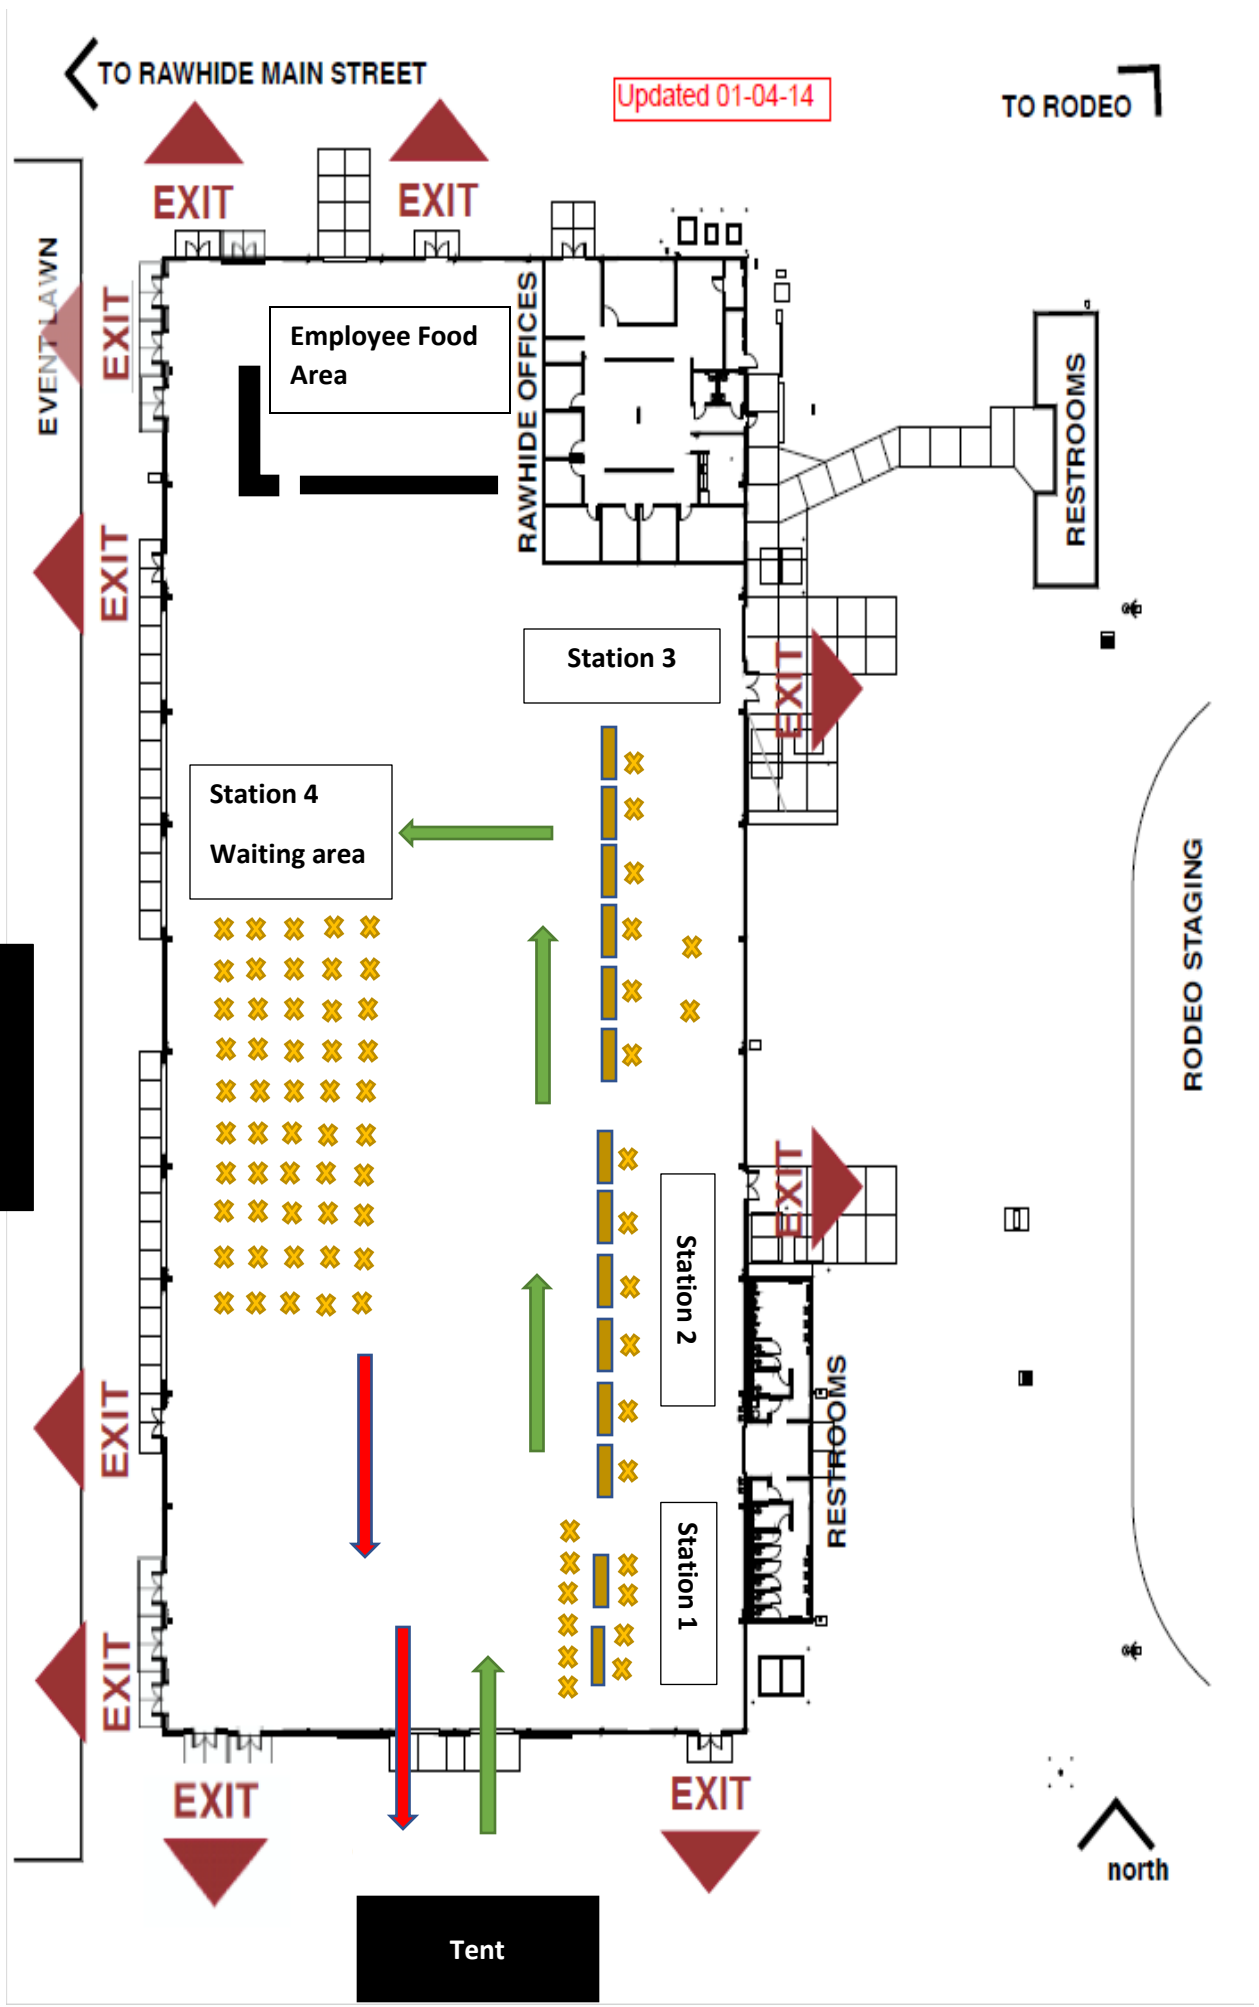 TO RAWHIDE MAIN STREET
Updated 01-04-14
TO RODEO
EXIT
EXIT
EVENT LAWN
EXIT
Employee Food
Area
RAWHIDE OFFICES
RESTROOMS
EXIT
Station 3
EXIT
Station 4
Waiting area
RODEO STAGING
EXIT
Station 2
RESTROOMS
EXIT
Station 1
EXIT
EXIT
EXIT
north
Tent